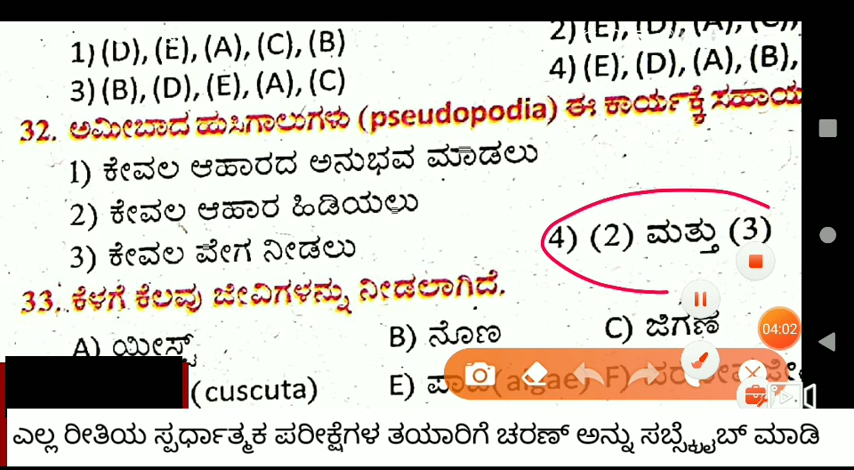 1) (D), (E), (A), (C), (B)
2) (E), (D), (A), (C),
3) (B), (D), (E), (A), (C)
4) (E), (D), (A), (B),
32. ಅಮೀಬಾದ ಹುಸಿಗಾಲುಗಳು (pseudopodia) ಈ ಕಾರ್ಯಕ್ಕೆ ಸಹಾಯ
1) ಕೇವಲ ಆಹಾರದ ಅನುಭವ ಮಾಡಲು
2) ಕೇವಲ ಆಹಾರ ಹಿಡಿಯಲು
3) ಕೇವಲ ವೇಗ ನೀಡಲು
4) (2) ಮತ್ತು (3)
33. ಕೆಳಗೆ ಕೆಲವು ಜೀವಿಗಳನ್ನು ನೀಡಲಾಗಿದೆ.
A) ಯೀಸ್ಟ್
B) ನೊಣ
C) ಜಿಗಣೆ
04:02
(cuscuta)
E) ಪಾಚಿ (algae)
F)
ಎಲ್ಲ ರೀತಿಯ ಸ್ಪರ್ಧಾತ್ಮಕ ಪರೀಕ್ಷೆಗಳ ತಯಾರಿಗೆ ಚರಣ್ ಅನ್ನು ಸಬ್ಸ್ಕ್ರೈಬ್ ಮಾಡಿ